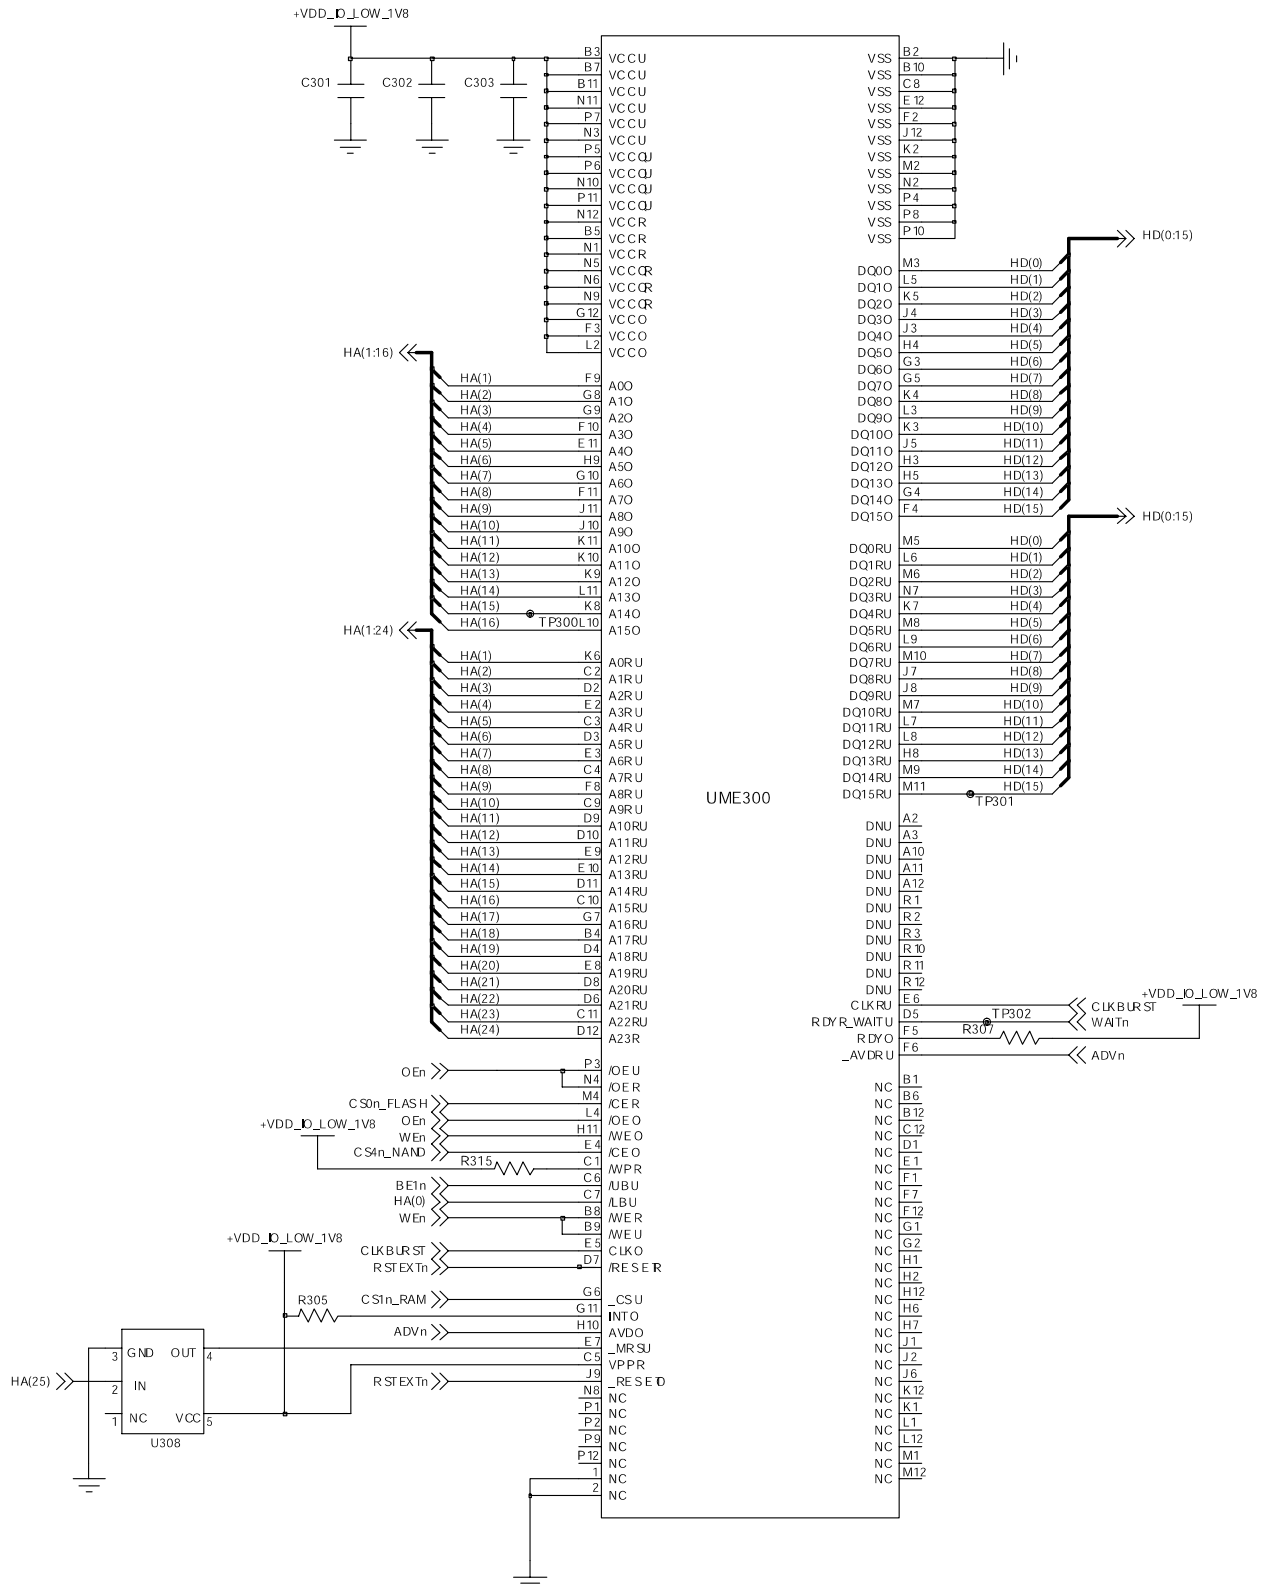 +VDD_IO_LOW_1V8
C301 C302 C303
HA(1:16)
HA(1) F9 A0O
HA(2) G8 A1O
HA(3) G9 A2O
HA(4) F10 A3O
HA(5) E11 A4O
HA(6) H9 A5O
HA(7) G10 A6O
HA(8) F11 A7O
HA(9) J11 A8O
HA(10) J10 A9O
HA(11) K11 A10O
HA(12) K10 A11O
HA(13) K9 A12O
HA(14) L11 A13O
HA(15) K8 A14O
TP300
HA(16) L10 A15O
HA(1:24)
HA(1) K6 A0RU
HA(2) C2 A1RU
HA(3) D2 A2RU
HA(4) E2 A3RU
HA(5) C3 A4RU
HA(6) D3 A5RU
HA(7) E3 A6RU
HA(8) C4 A7RU
HA(9) F8 A8RU
HA(10) C9 A9RU
HA(11) D9 A10RU
HA(12) D10 A11RU
HA(13) E9 A12RU
HA(14) E10 A13RU
HA(15) D11 A14RU
HA(16) C10 A15RU
HA(17) G7 A16RU
HA(18) B4 A17RU
HA(19) D4 A18RU
HA(20) E8 A19RU
HA(21) D8 A20RU
HA(22) D6 A21RU
HA(23) C11 A22RU
HA(24) D12 A23R
B3 VCCU
B7 VCCU
B11 VCCU
N11 VCCU
P7 VCCU
N3 VCCU
P5 VCCQU
P6 VCCQU
N10 VCCQU
P11 VCCQU
N12 VCCR
B5 VCCR
N1 VCCR
N5 VCCQR
N6 VCCQR
N9 VCCQR
G12 VCCO
F3 VCCO
L2 VCCO
OEn P3 /OEU
N4 /OER
CS0n_FLASH M4 /CER
OEn L4 /OEO
WEn H11 /WEO
CS4n_NAND E4 /CEO
+VDD_IO_LOW_1V8
R315 C1 /WPR
BE1n C6 /UBU
HA(0) C7 /LBU
WEn B8 /WER
B9 /WEU
CLKBURST E5 CLKO
RSTEXTn D7 /RESETR
+VDD_IO_LOW_1V8
CS1n_RAM G6 _CSU
R305 G11 INTO
ADVn H10 AVDO
E7 _MRSU
C5 VPPR
RSTEXTn J9 _RESETO
N8 NC
P1 NC
P2 NC
P9 NC
P12 NC
1 NC
2 NC
HA(25)
3 GND OUT 4
2 IN
1 NC VCC 5
U308
UME300
VSS B2
VSS B10
VSS C8
VSS E12
VSS F2
VSS J12
VSS K2
VSS M2
VSS N2
VSS P4
VSS P8
VSS P10
HD(0:15)
DQ0O M3 HD(0)
DQ1O L5 HD(1)
DQ2O K5 HD(2)
DQ3O J4 HD(3)
DQ4O J3 HD(4)
DQ5O H4 HD(5)
DQ6O G3 HD(6)
DQ7O G5 HD(7)
DQ8O K4 HD(8)
DQ9O L3 HD(9)
DQ10O K3 HD(10)
DQ11O J5 HD(11)
DQ12O H3 HD(12)
DQ13O H5 HD(13)
DQ14O G4 HD(14)
DQ15O F4 HD(15)
HD(0:15)
DQ0RU M5 HD(0)
DQ1RU L6 HD(1)
DQ2RU M6 HD(2)
DQ3RU N7 HD(3)
DQ4RU K7 HD(4)
DQ5RU M8 HD(5)
DQ6RU L9 HD(6)
DQ7RU M10 HD(7)
DQ8RU J7 HD(8)
DQ9RU J8 HD(9)
DQ10RU M7 HD(10)
DQ11RU L7 HD(11)
DQ12RU L8 HD(12)
DQ13RU H8 HD(13)
DQ14RU M9 HD(14)
DQ15RU M11 HD(15)
TP301
DNU A2
DNU A3
DNU A10
DNU A11
DNU A12
DNU R1
DNU R2
DNU R3
DNU R10
DNU R11
DNU R12
CLKRU E6 CLKBURST
+VDD_IO_LOW_1V8
RDYR_WAITU D5 TP302 WAITn
RDYO F5 R307
_AVDRU F6 ADVn
NC B1
NC B6
NC B12
NC C12
NC D1
NC E1
NC F1
NC F7
NC F12
NC G1
NC G2
NC H1
NC H2
NC H12
NC H6
NC H7
NC J1
NC J2
NC J6
NC K12
NC K1
NC L1
NC L12
NC M1
NC M12